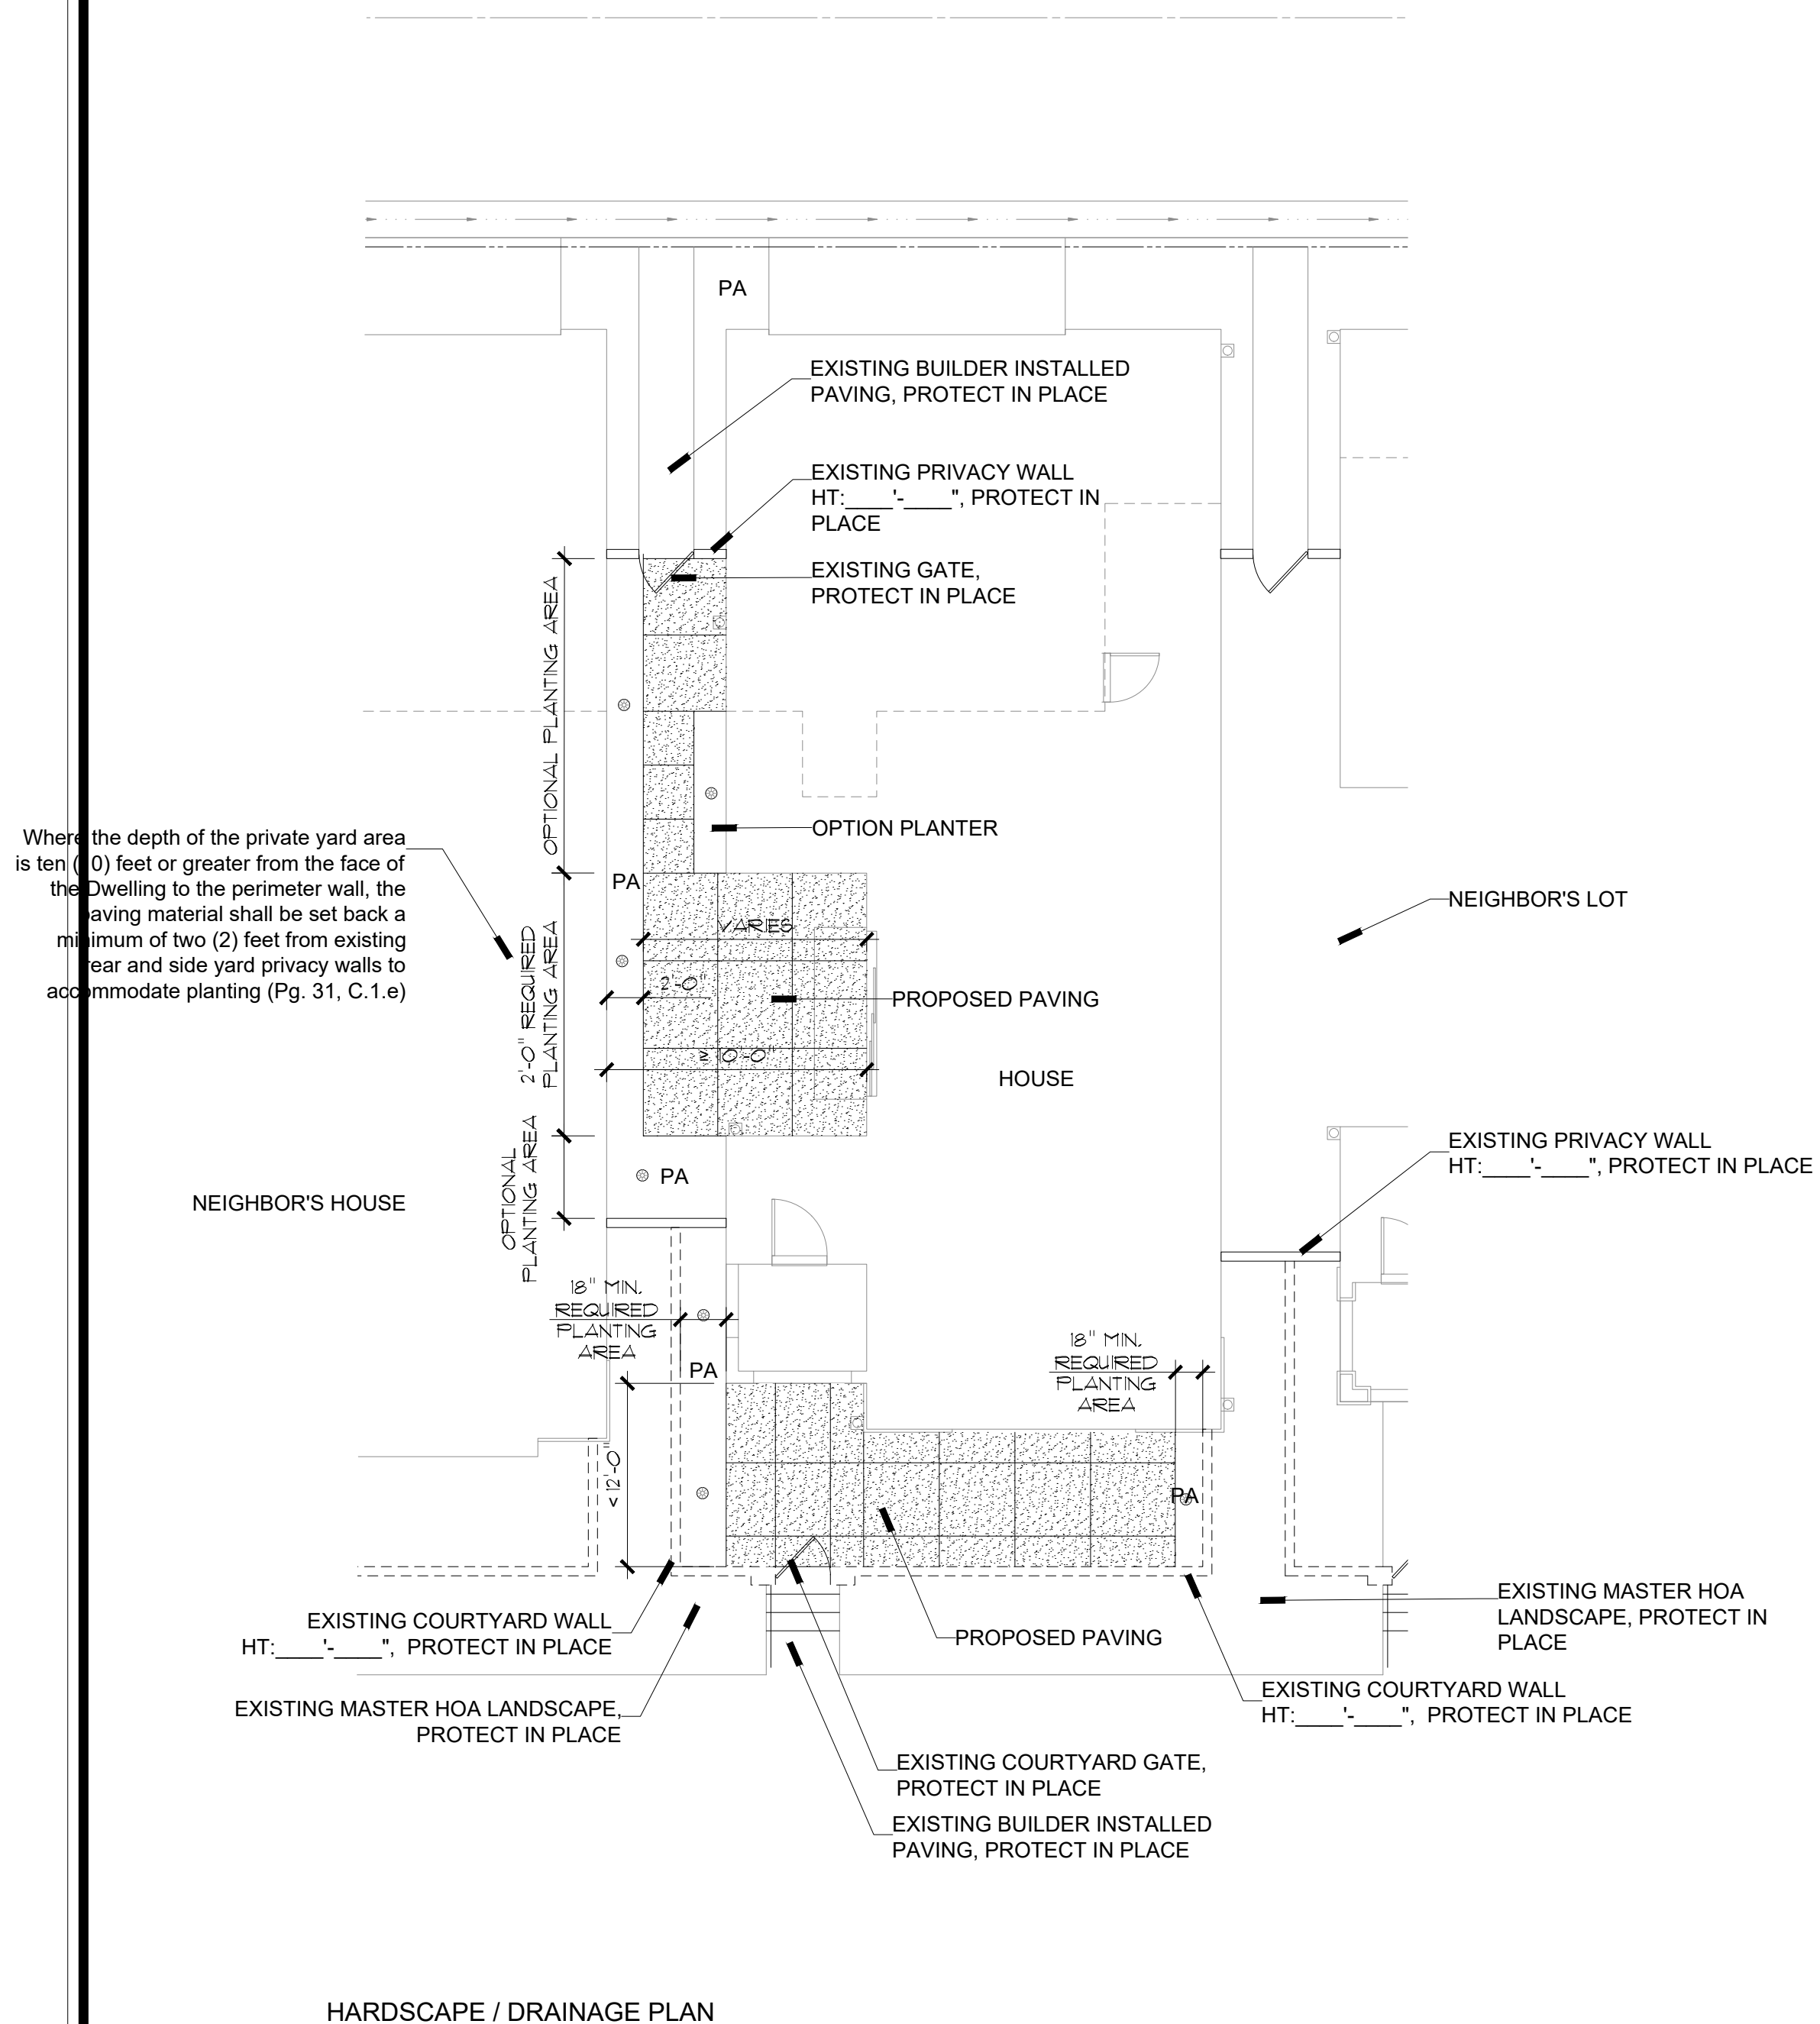 PA
EXISTING BUILDER INSTALLED
PAVING, PROTECT IN PLACE
EXISTING PRIVACY WALL
HT:____'-____", PROTECT IN
PLACE
EXISTING GATE,
PROTECT IN PLACE
OPTIONAL PLANTING AREA
OPTION PLANTER
Where the depth of the private yard area
is ten (10) feet or greater from the face of
the Dwelling to the perimeter wall, the
paving material shall be set back a
minimum of two (2) feet from existing
rear and side yard privacy walls to
accommodate planting (Pg. 31, C.1.e)
PA
VARIES
2'-0"
≥ 10'-0"
2'-0" REQUIRED
PLANTING AREA
PROPOSED PAVING
HOUSE
NEIGHBOR'S LOT
OPTIONAL
PLANTING AREA
PA
NEIGHBOR'S HOUSE
EXISTING PRIVACY WALL
HT:____'-____", PROTECT IN PLACE
18" MIN.
REQUIRED
PLANTING
AREA
PA
18" MIN.
REQUIRED
PLANTING
AREA
< 12'-0"
PA
EXISTING COURTYARD WALL
HT:____'-____",  PROTECT IN PLACE
PROPOSED PAVING
EXISTING MASTER HOA
LANDSCAPE, PROTECT IN
PLACE
EXISTING MASTER HOA LANDSCAPE,
PROTECT IN PLACE
EXISTING COURTYARD WALL
HT:____'-____",  PROTECT IN PLACE
EXISTING COURTYARD GATE,
PROTECT IN PLACE
EXISTING BUILDER INSTALLED
PAVING, PROTECT IN PLACE
HARDSCAPE / DRAINAGE PLAN